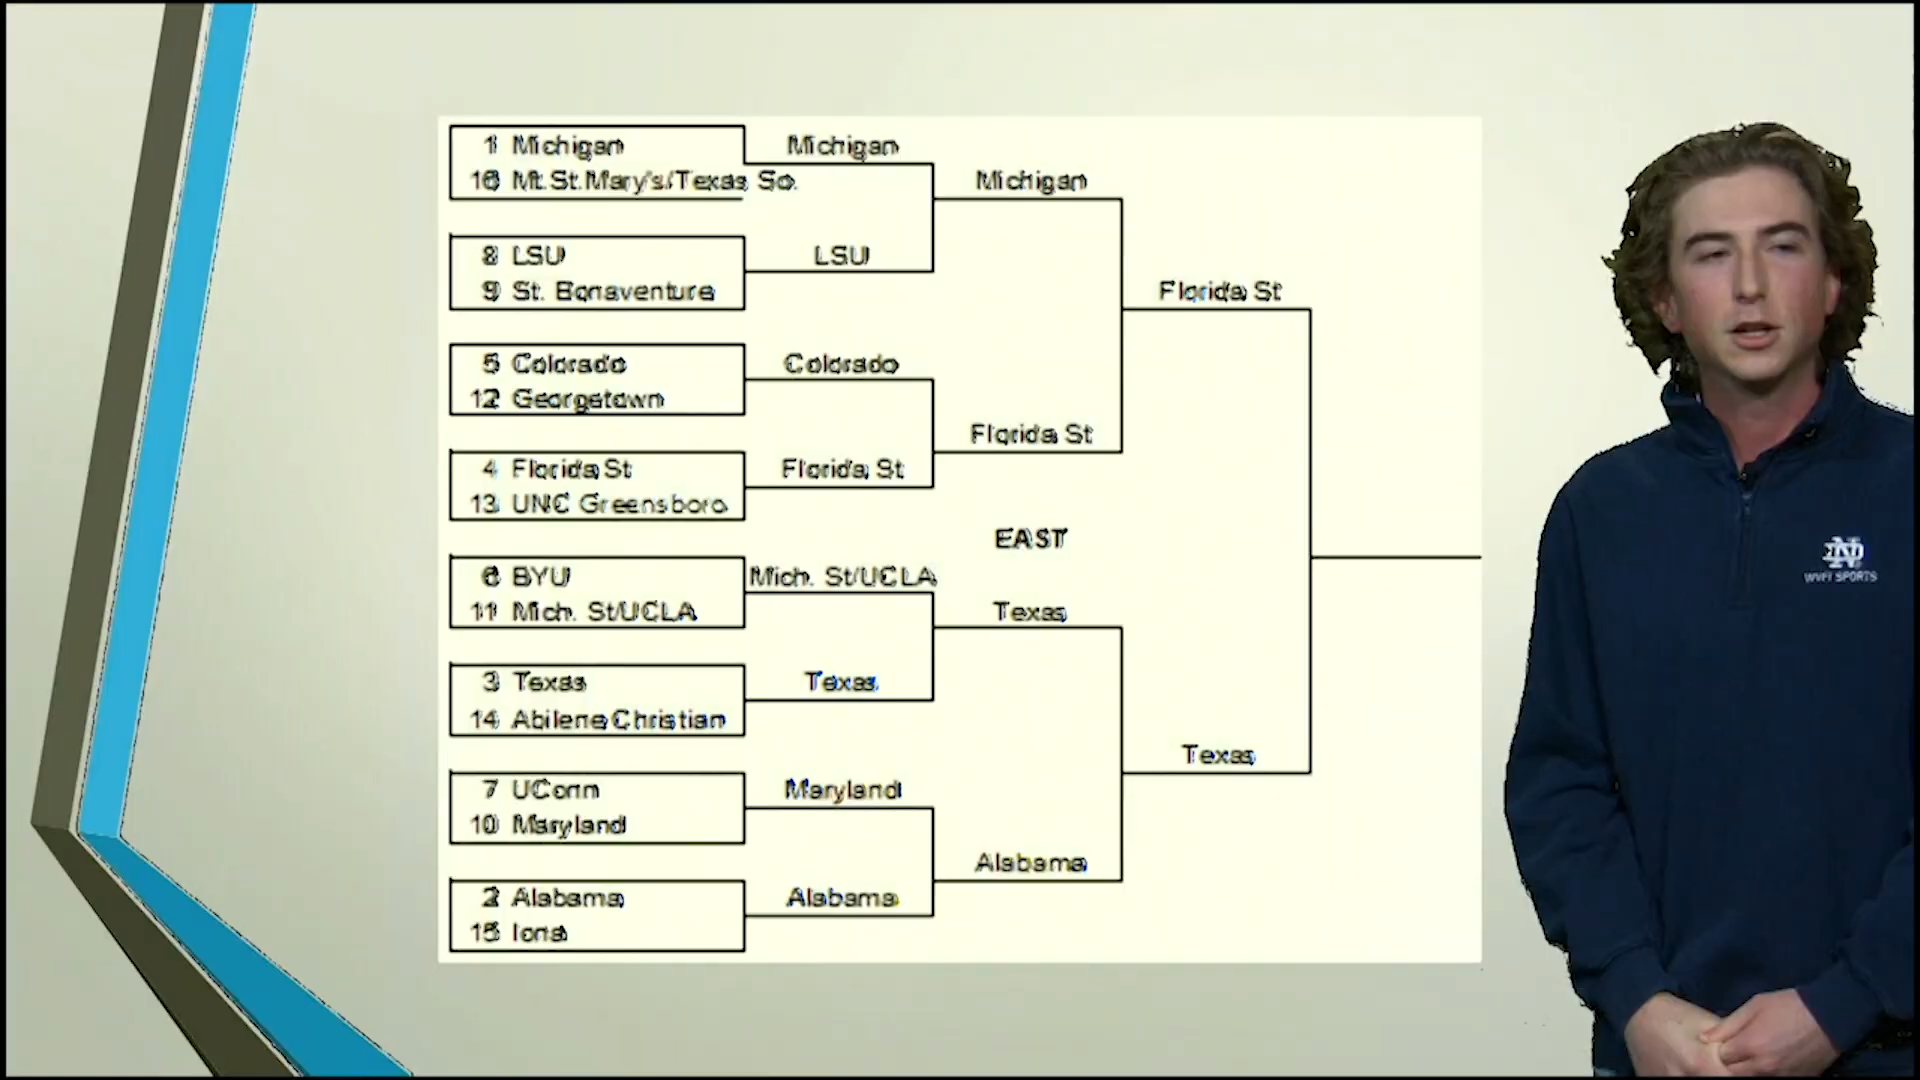 1 Michigan
16 Mt.St.Mary's/Texas So.
8 LSU
9 St. Bonaventure
5 Colorado
12 Georgetown
4 Florida St
13 UNC Greensboro
6 BYU
11 Mich. St/UCLA
3 Texas
14 Abilene Christian
7 UConn
10 Maryland
2 Alabama
15 Iona
Michigan
LSU
Colorado
Florida St
Mich. St/UCLA
Texas
Maryland
Alabama
Michigan
Florida St
EAST
Texas
Alabama
Florida St
Texas
ND
WVFI SPORTS